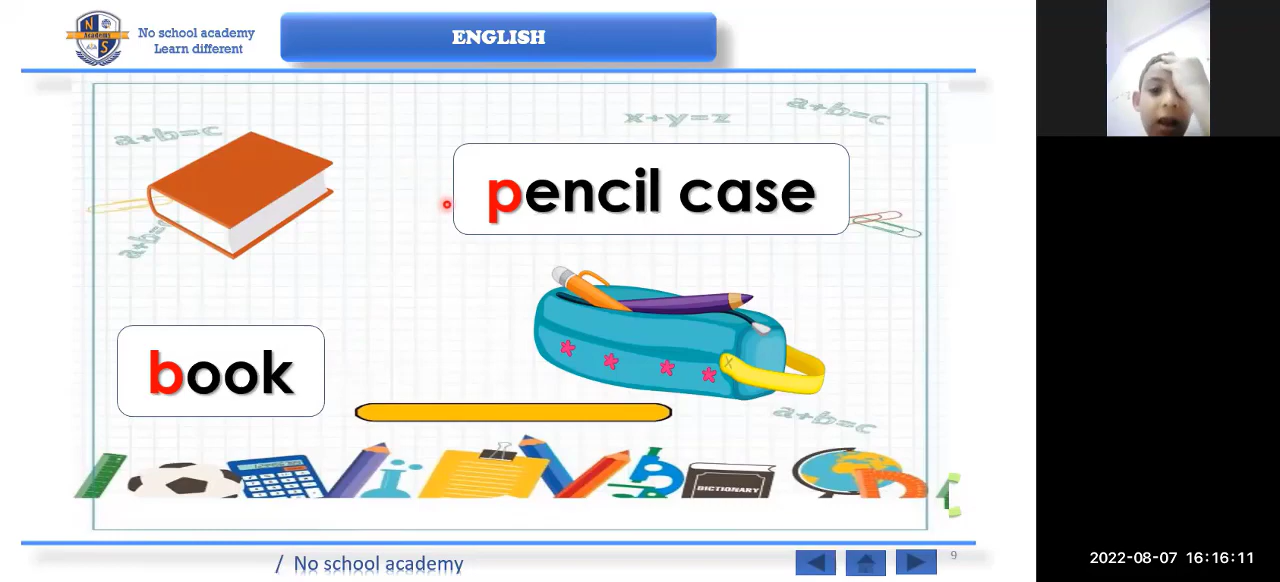 No school academy
Learn different
ENGLISH
N
Academy
S
a+b=c
x+y=z
a+b=c
pencil case
a+b=c
book
a+b=c
DICTIONARY
/ No school academy
9
2022-08-07 16:16:11